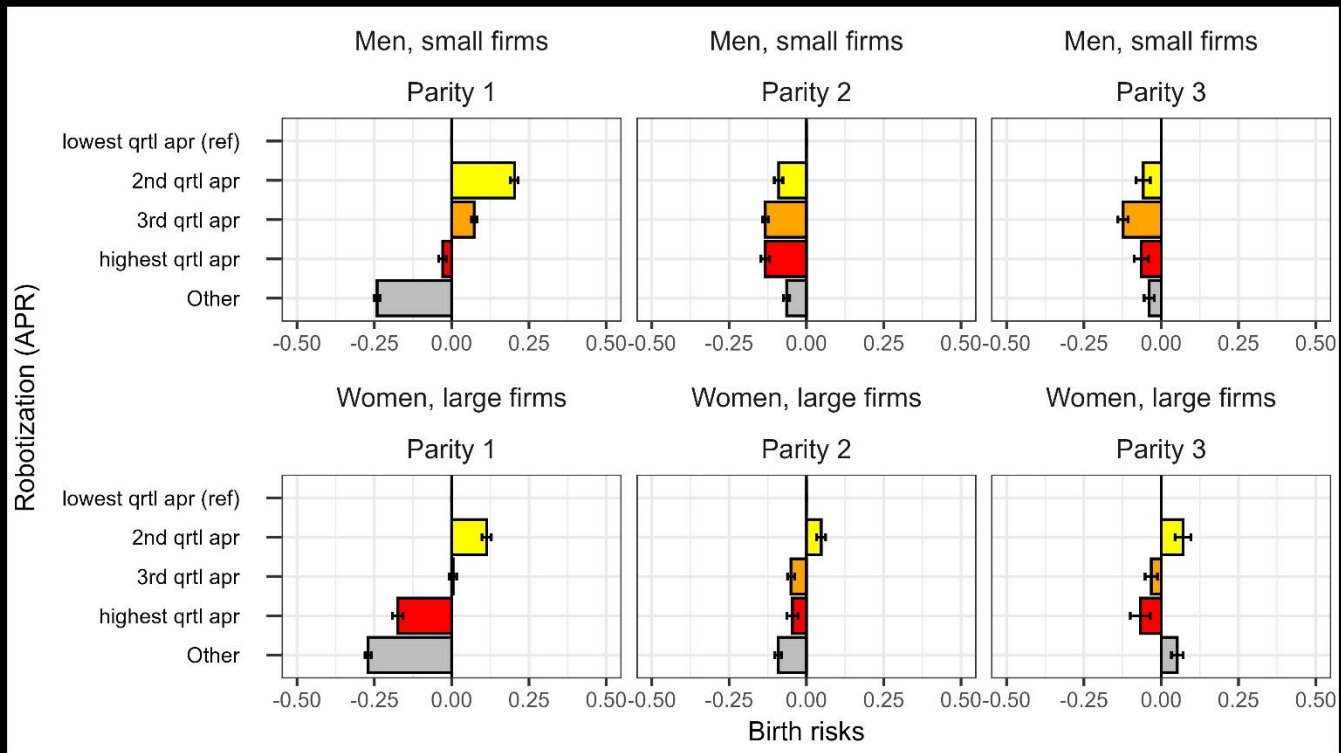 Men, small firms
Men, small firms
Men, small firms
Parity 1
Parity 2
Parity 3
lowest qrtl apr (ref)
2nd qrtl apr
3rd qrtl apr
highest qrtl apr
Other
-0.50 -0.25 0.00 0.25 0.50
-0.50 -0.25 0.00 0.25 0.50
-0.50 -0.25 0.00 0.25 0.50
Robotization (APR)
Women, large firms
Women, large firms
Women, large firms
Parity 1
Parity 2
Parity 3
lowest qrtl apr (ref)
2nd qrtl apr
3rd qrtl apr
highest qrtl apr
Other
-0.50 -0.25 0.00 0.25 0.50
-0.50 -0.25 0.00 0.25 0.50
-0.50 -0.25 0.00 0.25 0.50
Birth risks